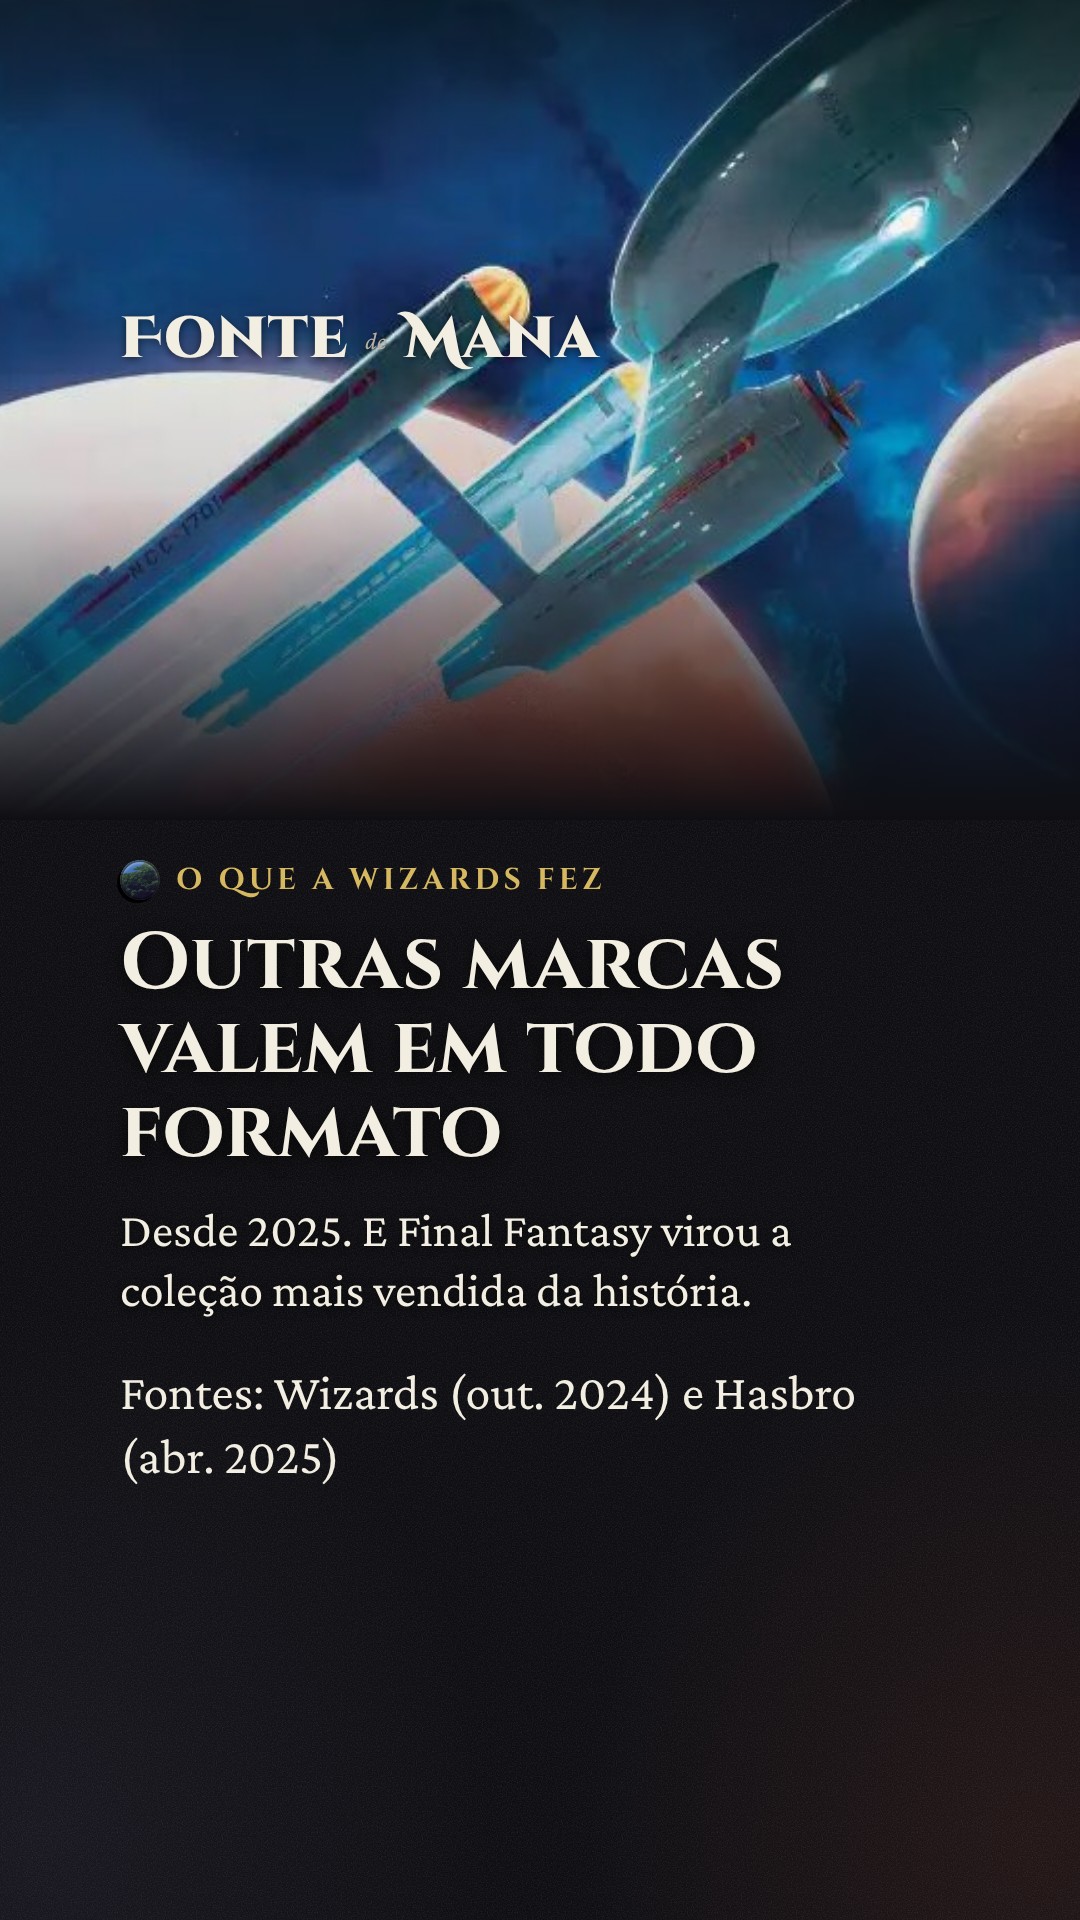 NCC-1701
FONTE de MANA
O QUE A WIZARDS FEZ
OUTRAS MARCAS
VALEM EM TODO
FORMATO
Desde 2025. E Final Fantasy virou a
coleção mais vendida da história.
Fontes: Wizards (out. 2024) e Hasbro
(abr. 2025)